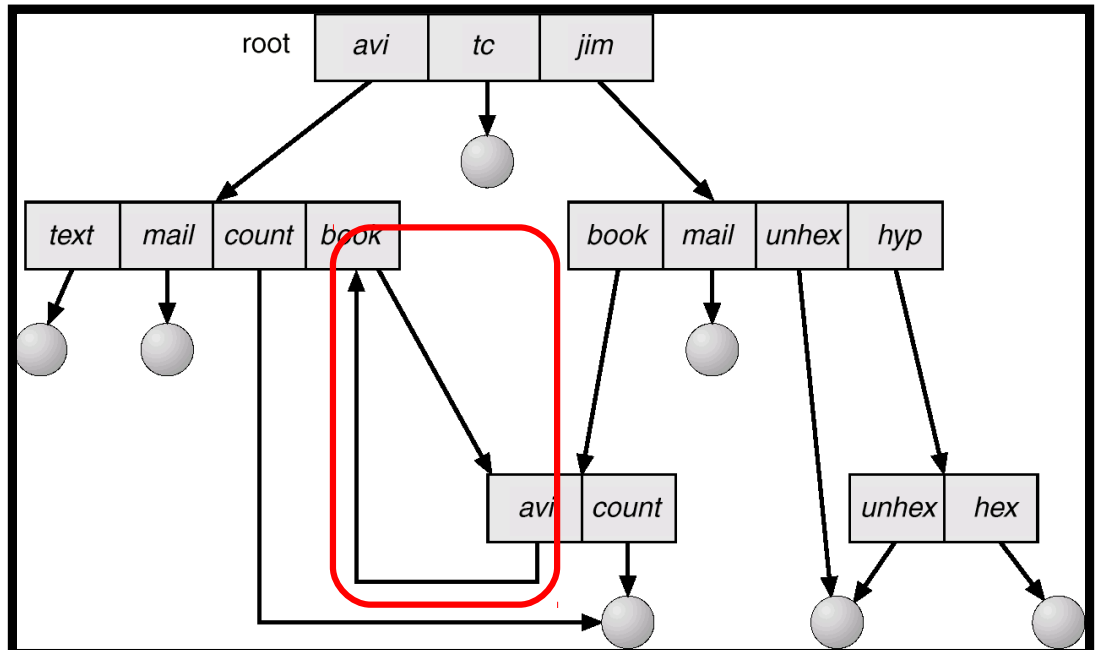 root avi tc jim
text mail count book book mail unhex hyp
avi count unhex hex